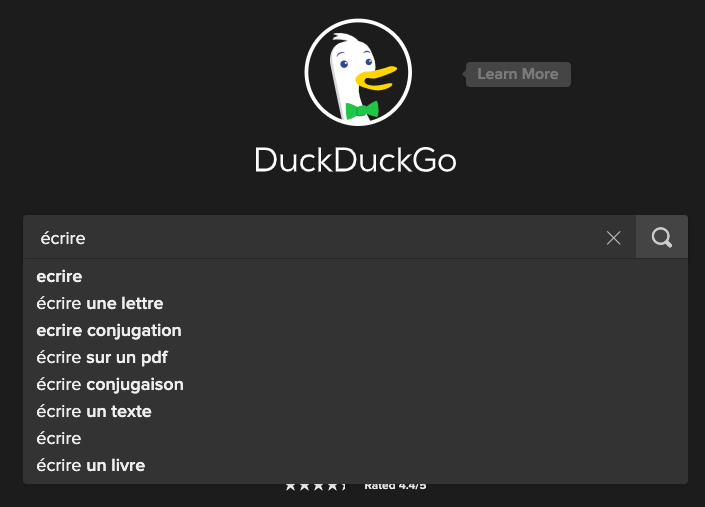 Learn More
DuckDuckGo
écrire
ecrire
écrire une lettre
ecrire conjugation
écrire sur un pdf
écrire conjugaison
écrire un texte
écrire
écrire un livre
Rated 4.4/5